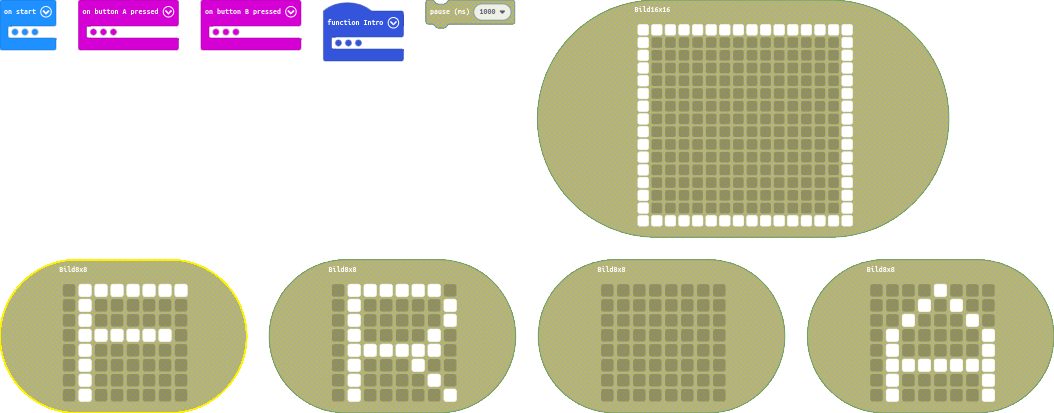 on start
on button A pressed
on button B pressed
function Intro
pause (ms) 1000
Bild16x16
Bild8x8
Bild8x8
Bild8x8
Bild8x8
F
R
A